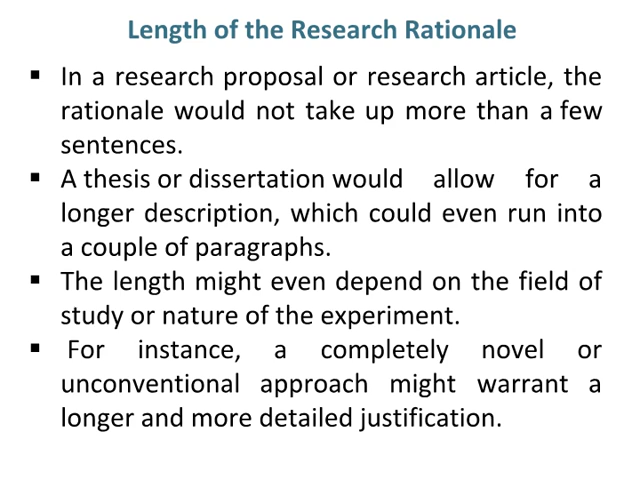 Length of the Research Rationale
▪ In a research proposal or research article, the
rationale would not take up more than a few
sentences.
▪ A thesis or dissertation would allow for a
longer description, which could even run into
a couple of paragraphs.
▪ The length might even depend on the field of
study or nature of the experiment.
▪ For instance, a completely novel or
unconventional approach might warrant a
longer and more detailed justification.